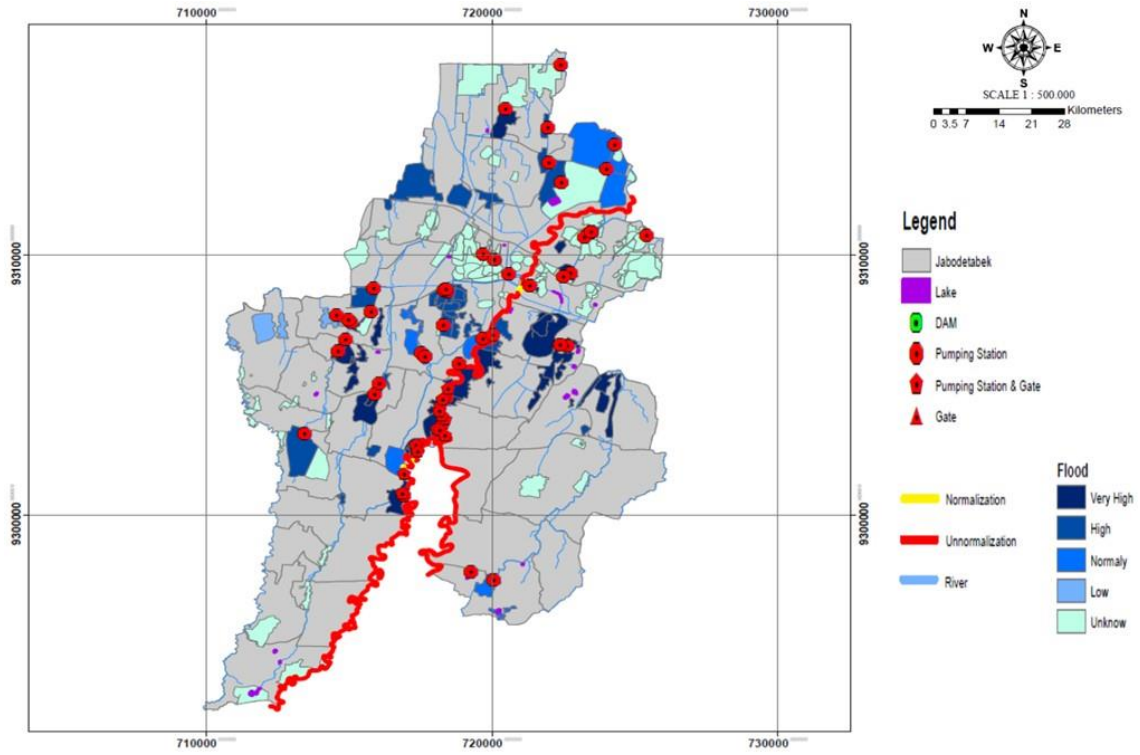 710000
720000
730000
N
W
E
S
SCALE 1 : 500.000
Kilometers
0 3.5 7 14 21 28
9310000
9310000
9300000
9300000
Legend
Jabodetabek
Lake
DAM
Pumping Station
Pumping Station & Gate
Gate
Normalization
Unnormalization
River
Flood
Very High
High
Normaly
Low
Unknow
710000
720000
730000